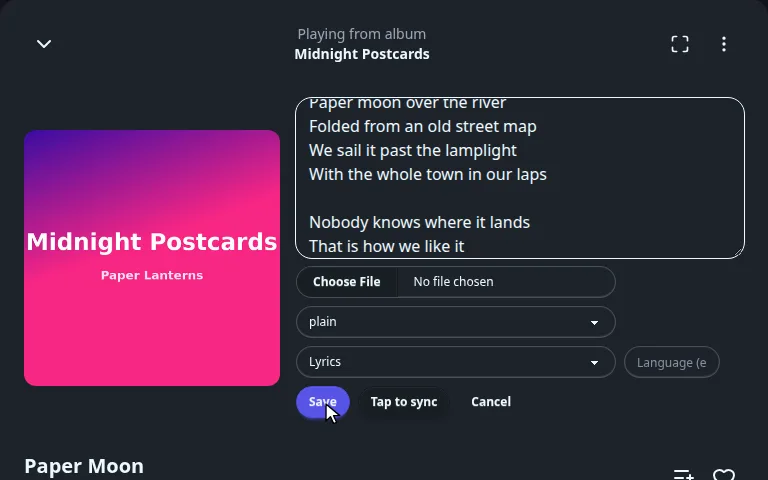 Playing from album
Midnight Postcards
Midnight Postcards
Paper Lanterns
Paper moon over the river
Folded from an old street map
We sail it past the lamplight
With the whole town in our laps
Nobody knows where it lands
That is how we like it
Choose File No file chosen
plain
Lyrics
Language (e
Save Tap to sync Cancel
Paper Moon